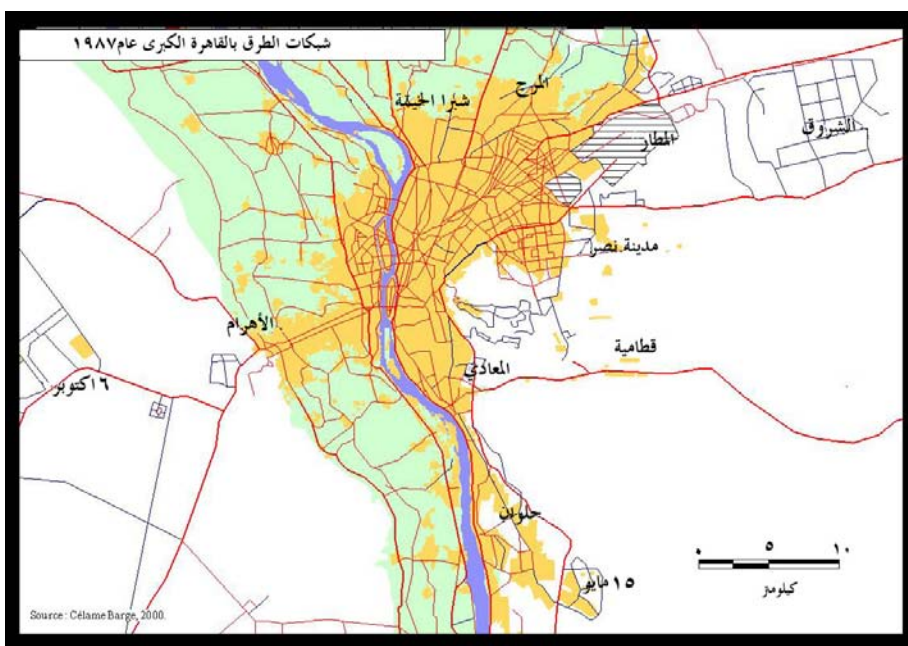 شبكات الطرق بالقاهرة الكبرى عام١٩٨٧
المرج
شبرا الخيمة
المطار
الشروق
مدينة نصر
الأهرام
قطامية
المعادي
٦ اكتوبر
حلوان
١٥ مايو
٠ ٥ ١٠
كيلومتز
Source : Célame Barge, 2000.